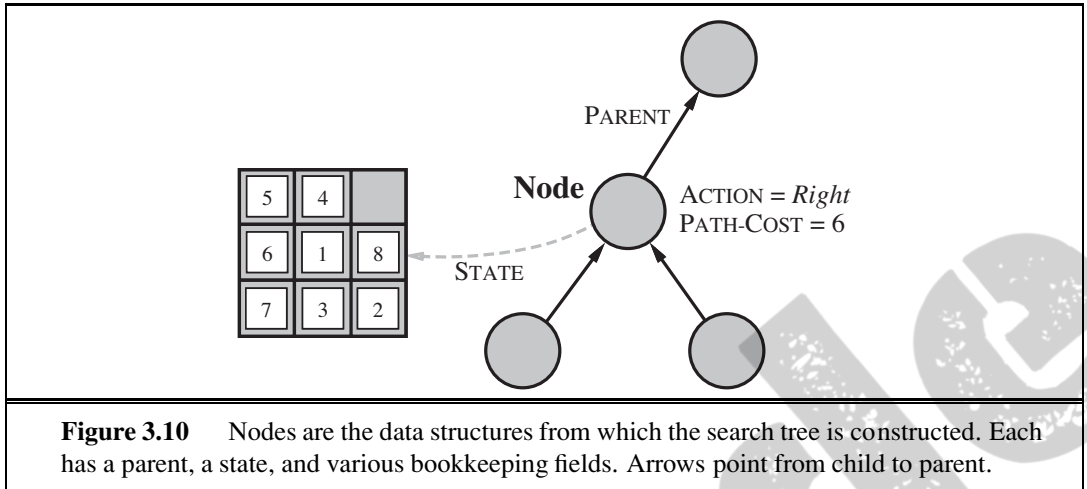 PARENT
Node
ACTION = Right
PATH-COST = 6
STATE
5 4
6 1 8
7 3 2
Figure 3.10 Nodes are the data structures from which the search tree is constructed. Each
has a parent, a state, and various bookkeeping fields. Arrows point from child to parent.